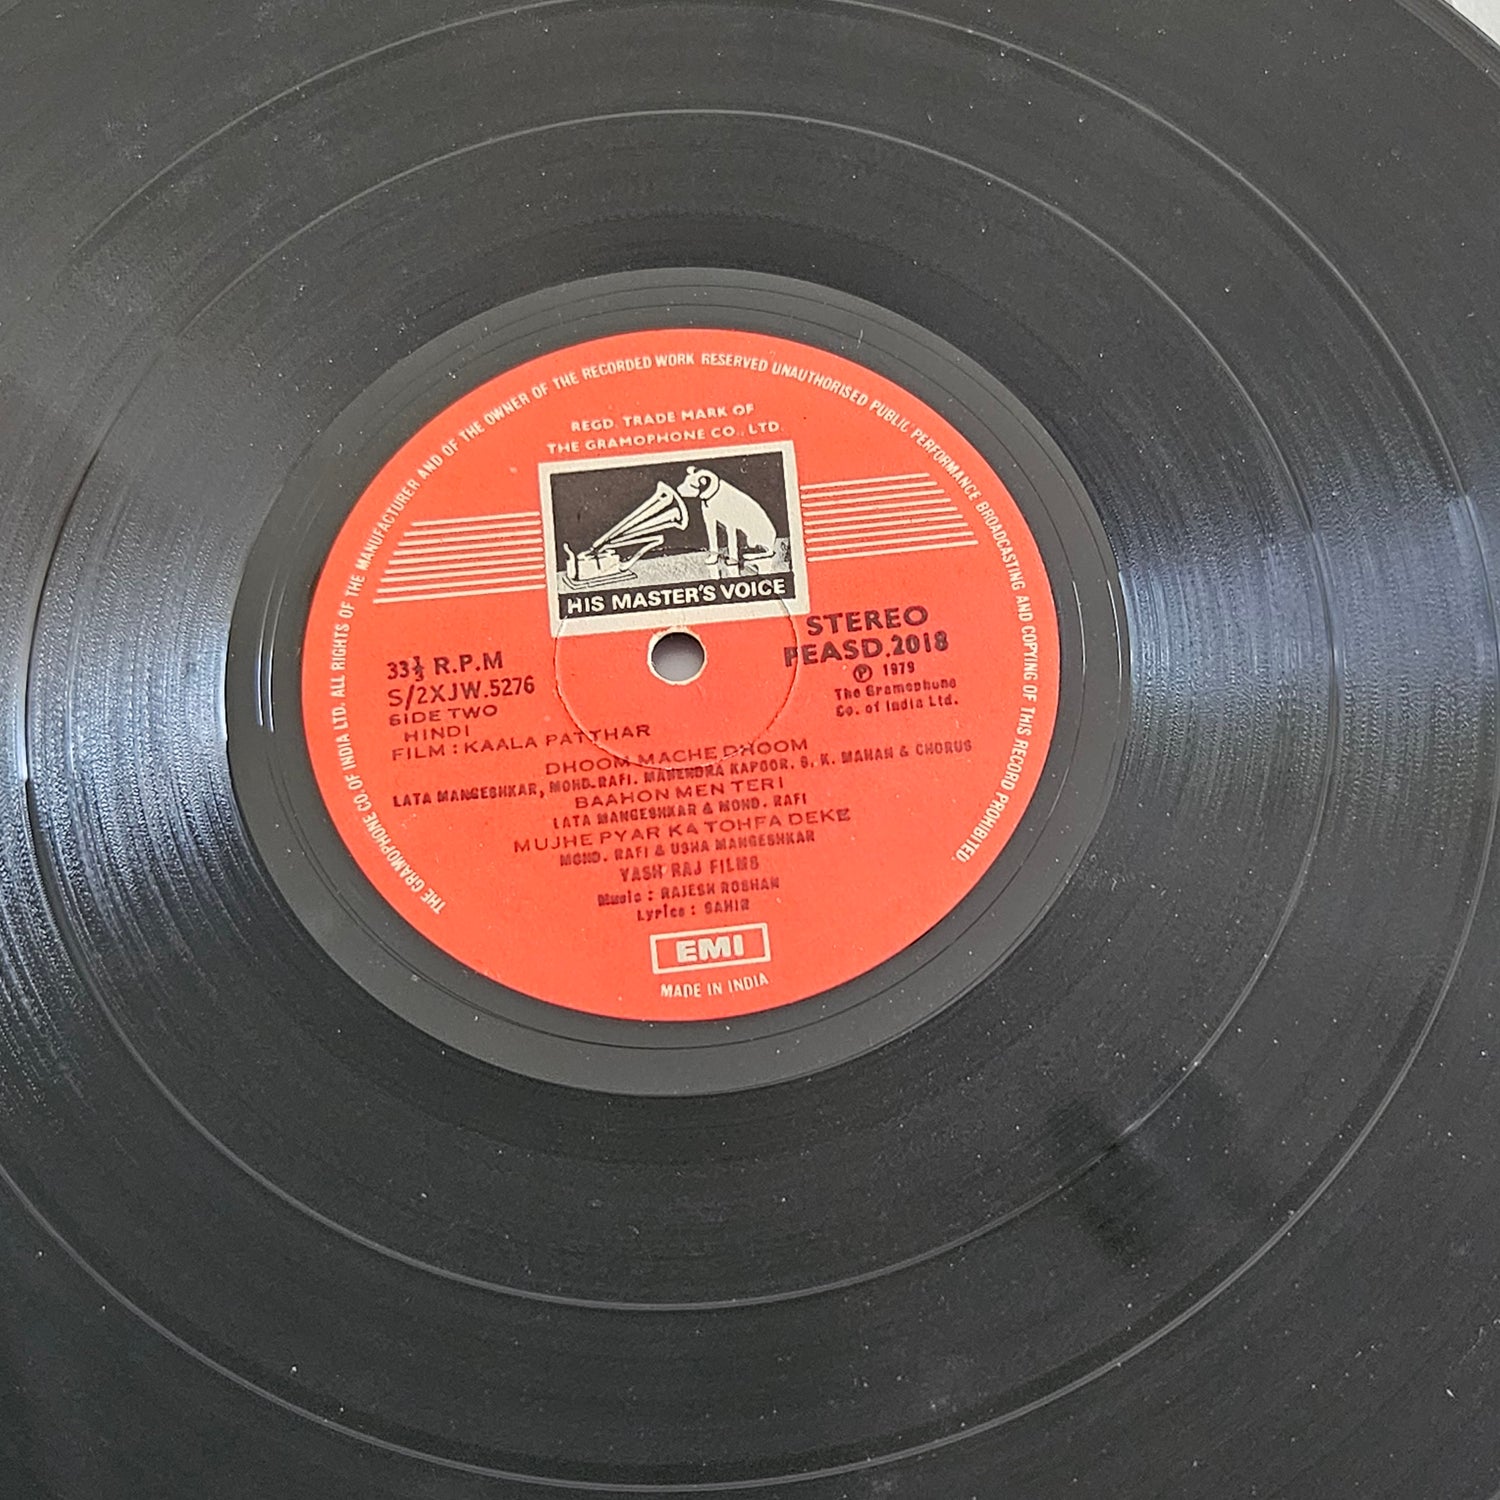 THE GRAMOPHONE CO. OF INDIA LTD. ALL RIGHTS OF THE MANUFACTURER AND OF THE OWNER OF THE RECORDED WORK RESERVED UNAUTHORISED PUBLIC PERFORMANCE BROADCASTING AND COPYING OF THIS RECORD PROHIBITED.
REGD. TRADE MARK OF
THE GRAMOPHONE CO., LTD.
HIS MASTER'S VOICE
STEREO
PEASD.2018
℗ 1979
The Gramophone
Co. of India Ltd.
33⅓ R.P.M
S/2XJW.5276
SIDE TWO
HINDI
FILM : KAALA PATTHAR
DHOOM MACHE DHOOM
LATA MANGESHKAR, MOHD. RAFI, MAHENDRA KAPOOR, S. K. MAHAN & CHORUS
BAAHON MEN TERI
LATA MANGESHKAR & MOHD. RAFI
MUJHE PYAR KA TOHFA DEKE
MOHD. RAFI & USHA MANGESHKAR
YASH RAJ FILMS
Music : RAJESH ROSHAN
Lyrics : SAHIR
EMI
MADE IN INDIA